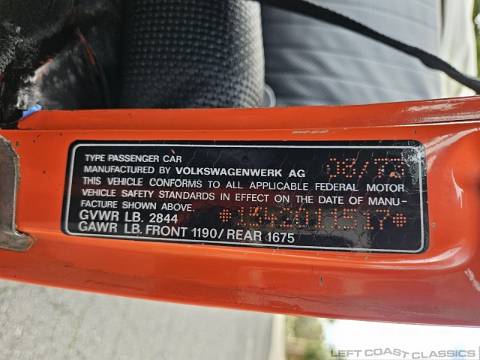 TYPE PASSENGER CAR
MANUFACTURED BY VOLKSWAGENWERK AG
THIS VEHICLE CONFORMS TO ALL APPLICABLE FEDERAL MOTOR
VEHICLE SAFETY STANDARDS IN EFFECT ON THE DATE OF MANU-
FACTURE SHOWN ABOVE.
GVWR LB. 2844 *1342011517*
GAWR LB. FRONT 1190/REAR 1675
LEFT COAST CLASSICS